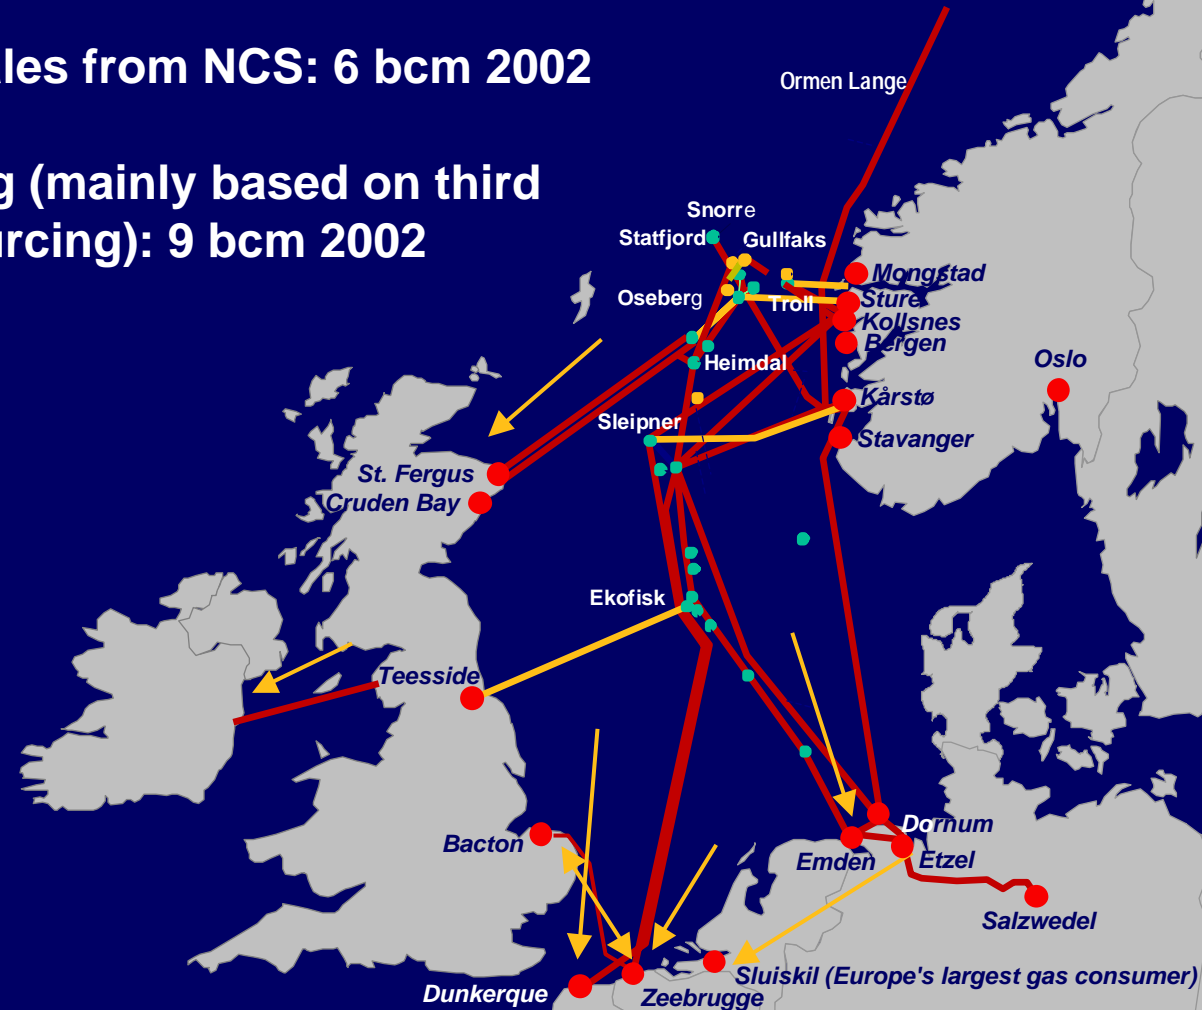 les from NCS: 6 bcm 2002
g (mainly based on third
urcing): 9 bcm 2002
Ormen Lange
Snorre
Statfjord
Gullfaks
Mongstad
Oseberg
Troll
Sture
Kollsnes
Bergen
Oslo
Heimdal
Kårstø
Sleipner
Stavanger
St. Fergus
Cruden Bay
Ekofisk
Teesside
Dornum
Bacton
Emden
Etzel
Salzwedel
Sluiskil (Europe's largest gas consumer)
Dunkerque
Zeebrugge